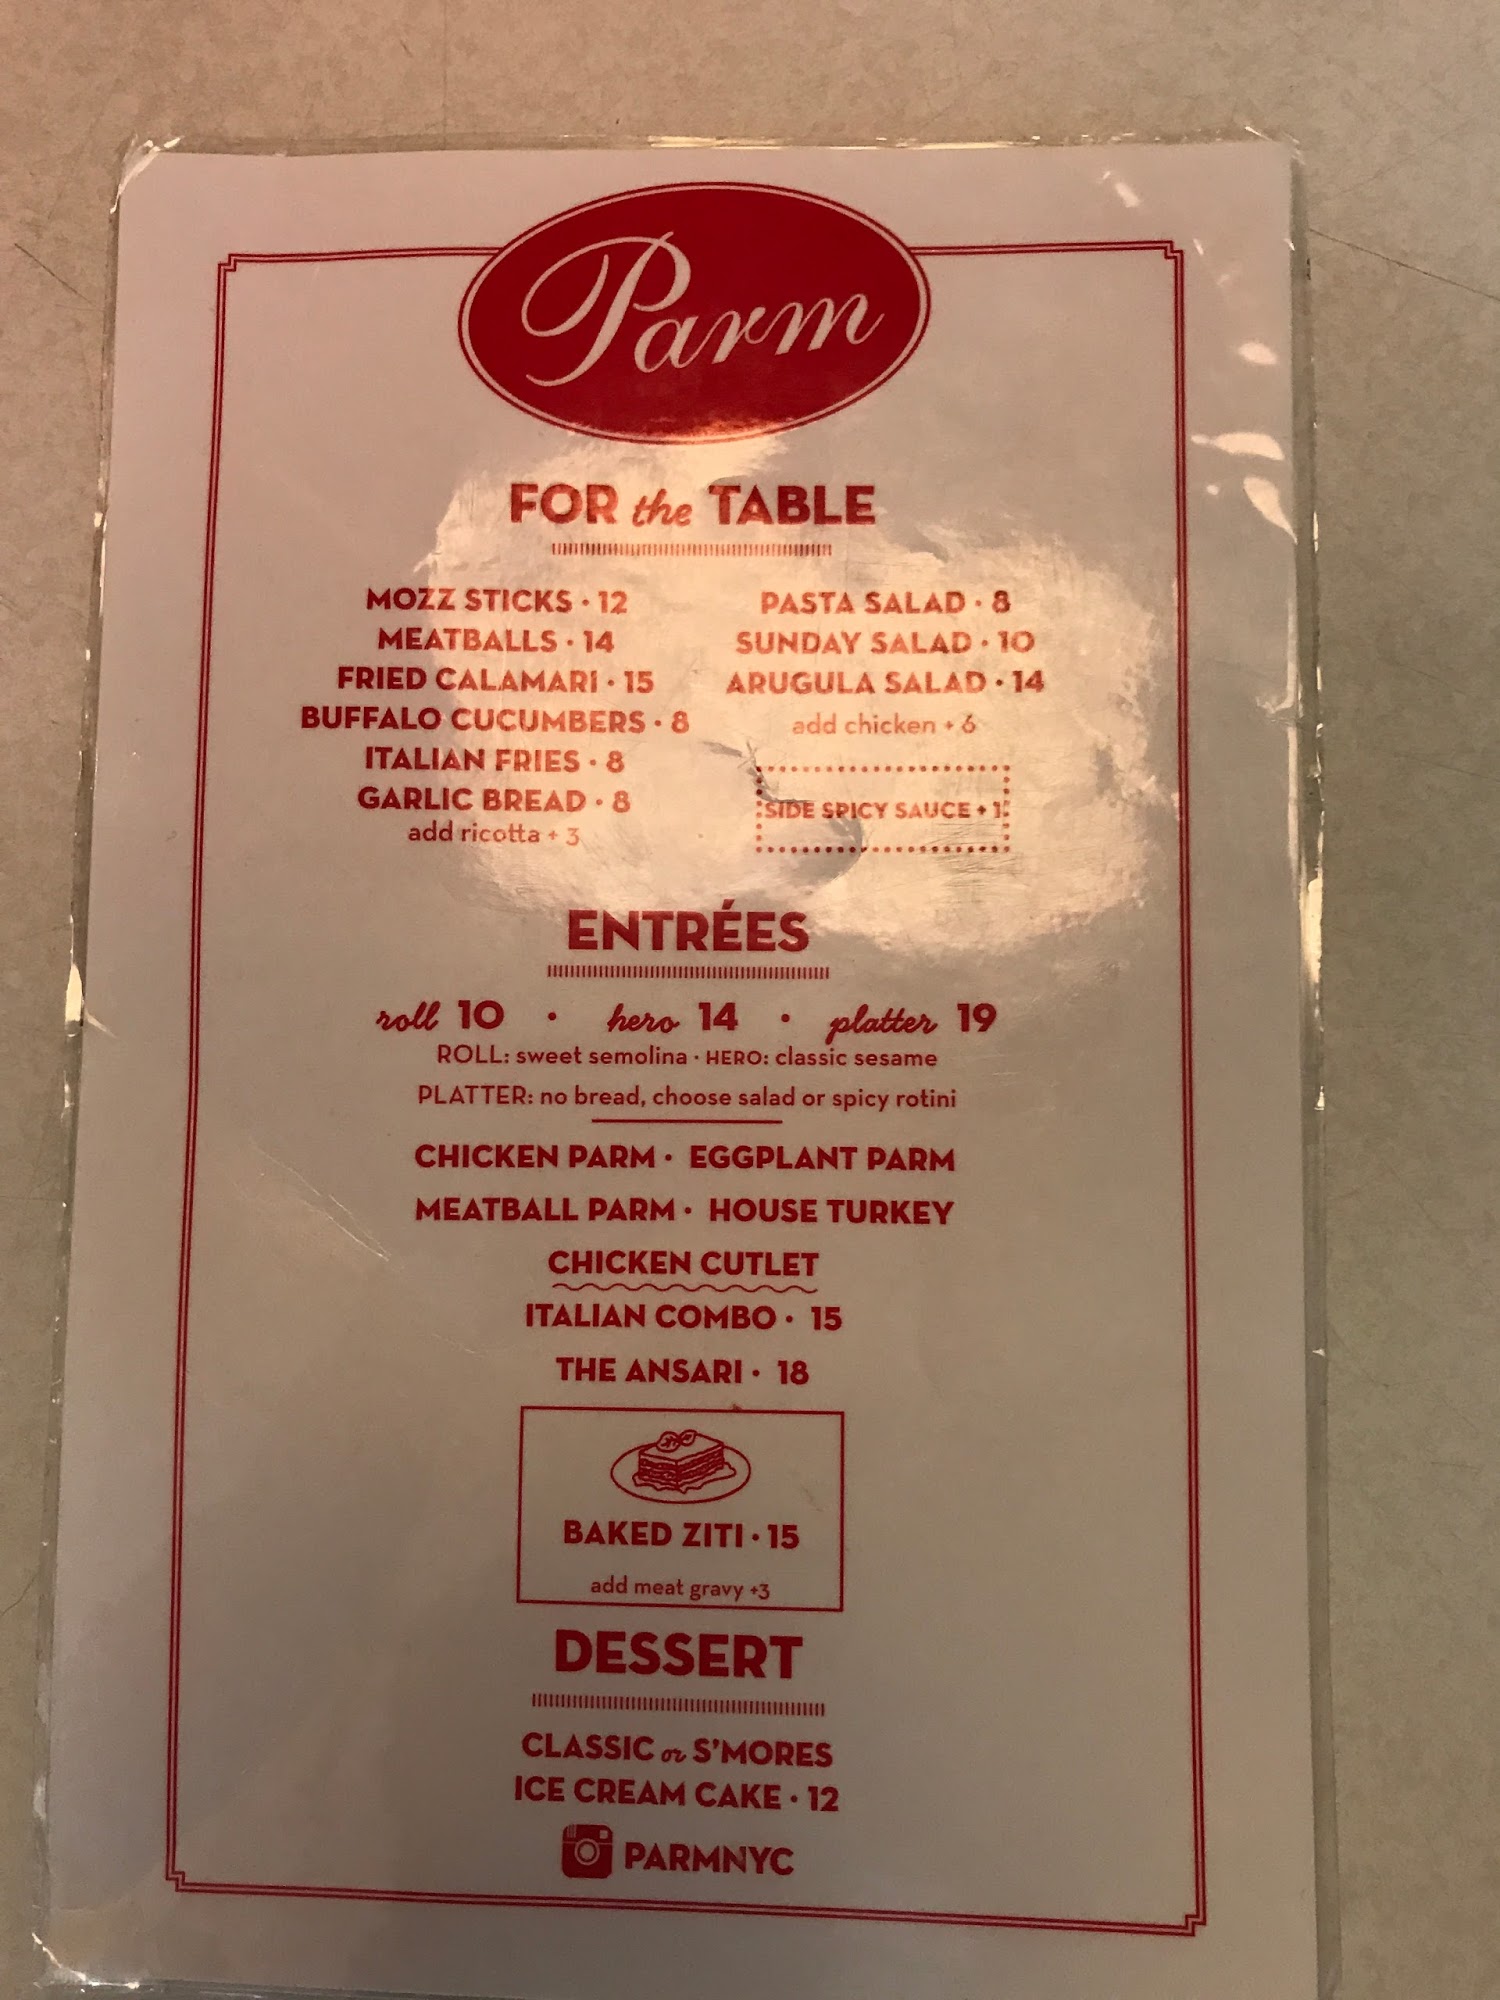 Parm
FOR the TABLE
MOZZ STICKS · 12
MEATBALLS · 14
FRIED CALAMARI · 15
BUFFALO CUCUMBERS · 8
ITALIAN FRIES · 8
GARLIC BREAD · 8
add ricotta + 3
PASTA SALAD · 8
SUNDAY SALAD · 10
ARUGULA SALAD · 14
add chicken + 6
SIDE SPICY SAUCE + 1
ENTRÉES
roll 10 · hero 14 · platter 19
ROLL: sweet semolina · HERO: classic sesame
PLATTER: no bread, choose salad or spicy rotini
CHICKEN PARM · EGGPLANT PARM
MEATBALL PARM · HOUSE TURKEY
CHICKEN CUTLET
ITALIAN COMBO · 15
THE ANSARI · 18
BAKED ZITI · 15
add meat gravy +3
DESSERT
CLASSIC or S'MORES
ICE CREAM CAKE · 12
PARMNYC